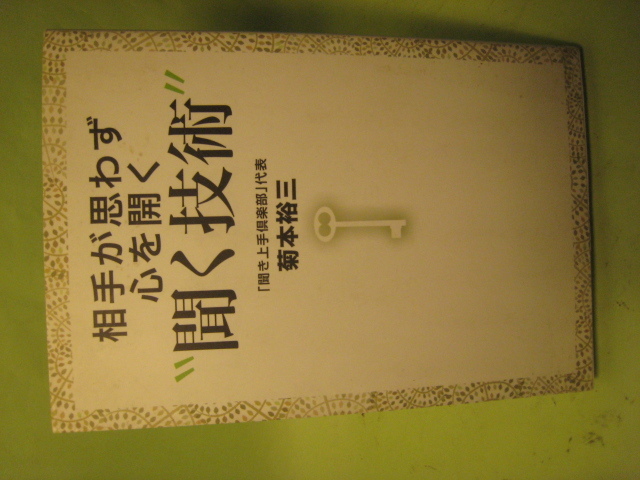 相手が思わず
心を開く
〝聞く技術〟
「聞き上手倶楽部」代表
菊本裕三